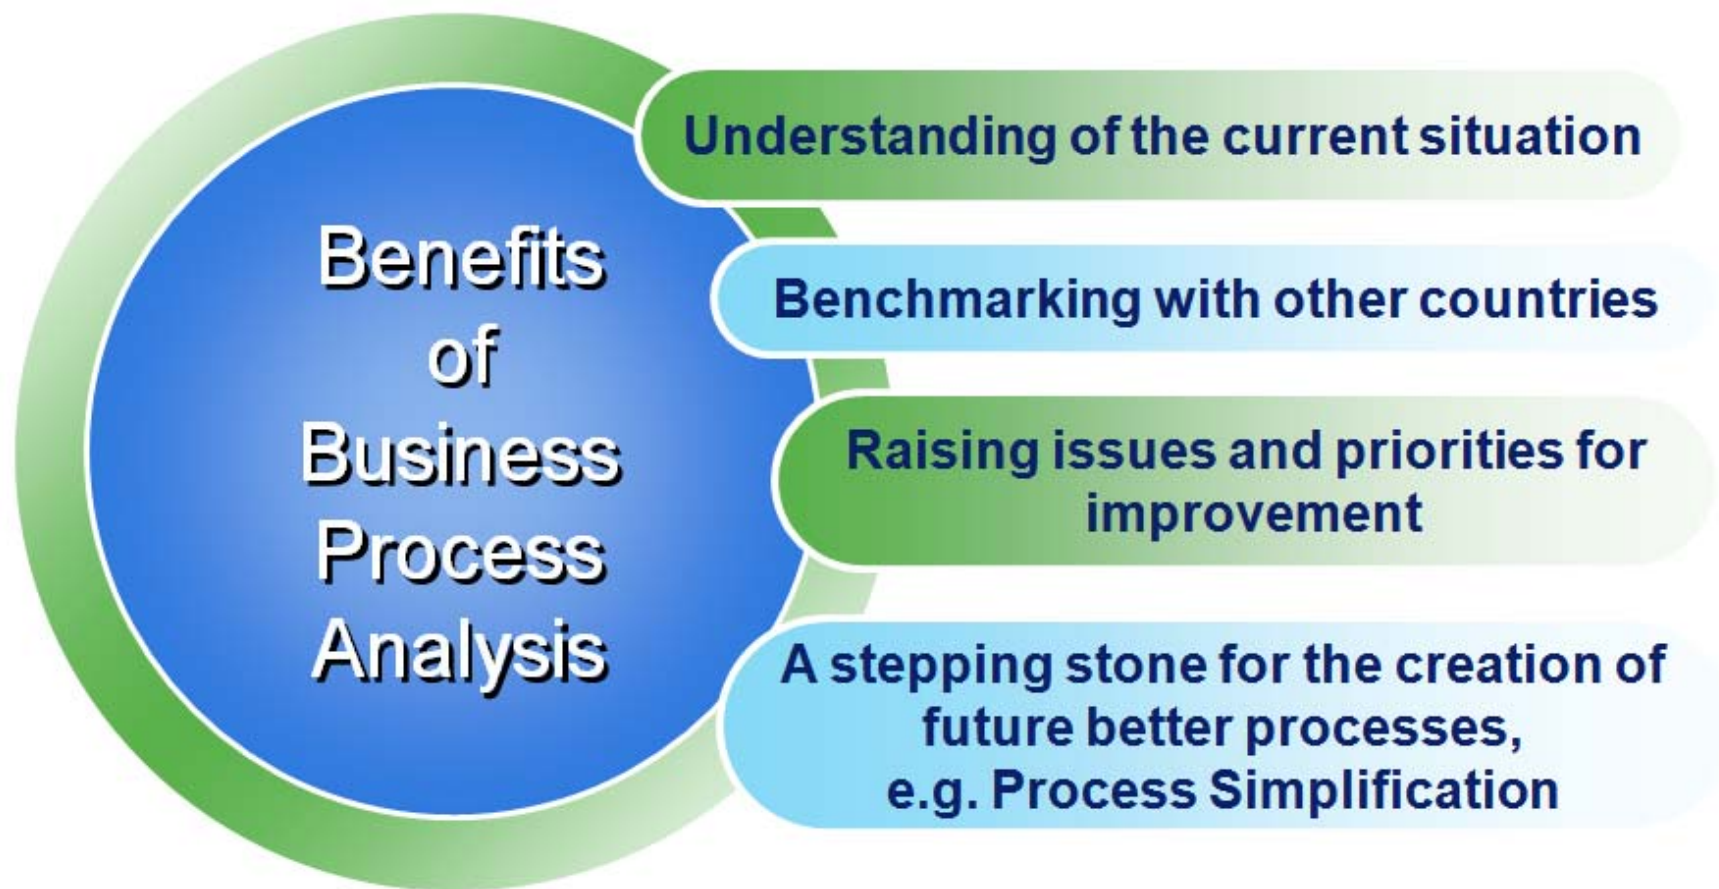 Benefits
of
Business
Process
Analysis
Understanding of the current situation
Benchmarking with other countries
Raising issues and priorities for
improvement
A stepping stone for the creation of
future better processes,
e.g. Process Simplification